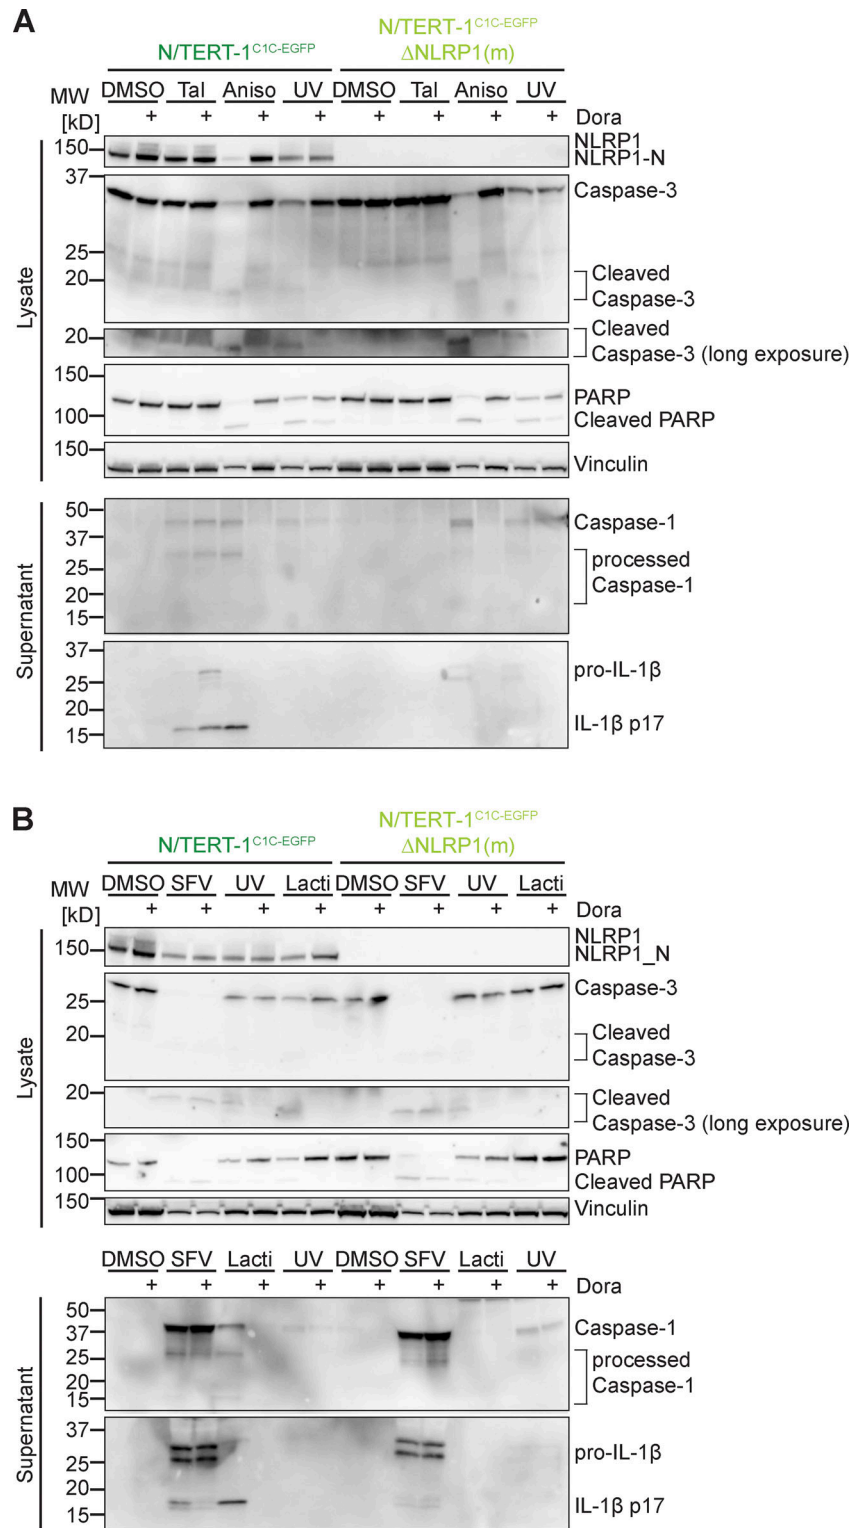 A
N/TERT-1C1C-EGFP
N/TERT-1C1C-EGFP
ΔNLRP1(m)
MW
[kD]
DMSO Tal Aniso UV DMSO Tal Aniso UV
+ + + + + + + + Dora
Lysate
150
NLRP1
NLRP1-N
37
Caspase-3
25
20
Cleaved
Caspase-3
20
Cleaved
Caspase-3 (long exposure)
150
PARP
100
Cleaved PARP
150
Vinculin
Supernatant
50
Caspase-1
37
25
processed
Caspase-1
20
15
37
pro-IL-1β
25
20
IL-1β p17
15
B
N/TERT-1C1C-EGFP
N/TERT-1C1C-EGFP
ΔNLRP1(m)
MW
[kD]
DMSO SFV UV Lacti DMSO SFV UV Lacti
+ + + + + + + + Dora
Lysate
150
NLRP1
NLRP1_N
Caspase-3
25
20
Cleaved
Caspase-3
20
Cleaved
Caspase-3 (long exposure)
150
PARP
100
Cleaved PARP
150
Vinculin
DMSO SFV Lacti UV DMSO SFV Lacti UV
+ + + + + + + + Dora
Supernatant
50
37
Caspase-1
25
processed
Caspase-1
20
15
37
pro-IL-1β
25
20
IL-1β p17
15